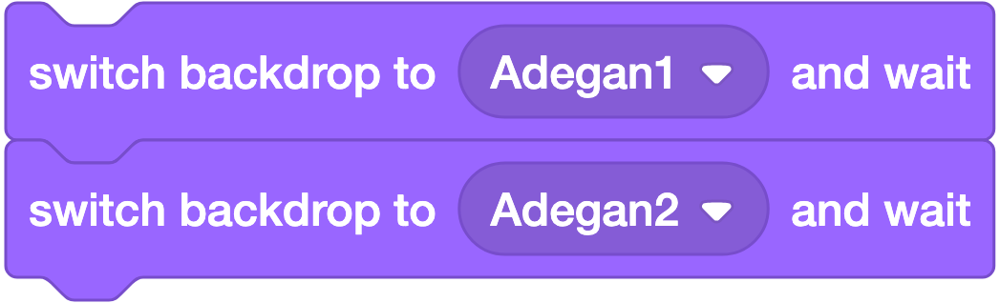 switch backdrop to Adegan1 and wait
switch backdrop to Adegan2 and wait